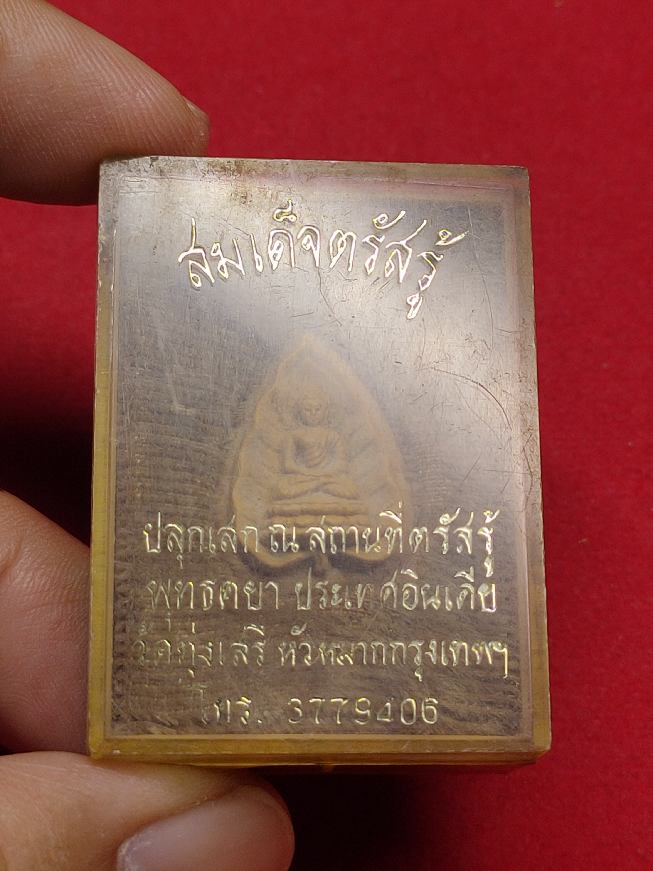 สมเด็จตรัสรู้
ปลุกเสก ณ สถานที่ตรัสรู้
พุทธคยา ประเทศอินเดีย
วัดทุ่งเสรี หัวหมากกรุงเทพฯ
โทร. 3779406